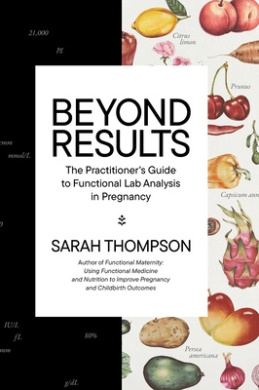 21,000
Citrus
limon
Prunus
BEYOND
RESULTS
The Practitioner's Guide
to Functional Lab Analysis
in Pregnancy
mmol/L
Capsicum ann
SARAH THOMPSON
Author of Functional Maternity:
Using Functional Medicine
and Nutrition to Improve Pregnancy
and Childbirth Outcomes
IU/L
fL
80%
Persea
americana
g/dL